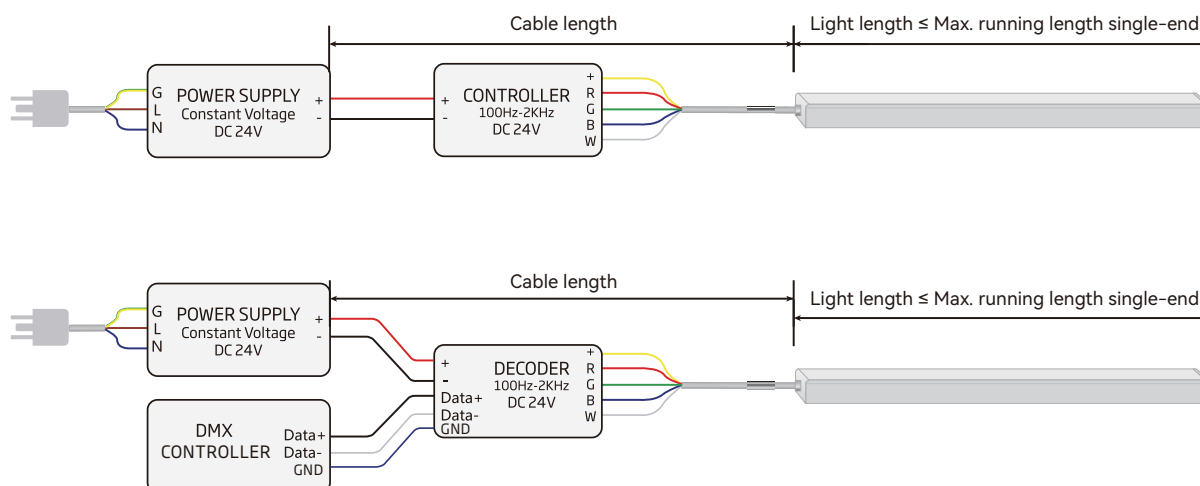 Cable length
Light length ≤ Max. running length single-end
G
L
N
POWER SUPPLY
Constant Voltage
DC 24V
+
-
+
-
CONTROLLER
100Hz-2KHz
DC 24V
+
R
G
B
W
Cable length
Light length ≤ Max. running length single-end
G
L
N
POWER SUPPLY
Constant Voltage
DC 24V
+
-
+
-
Data+
Data-
GND
DECODER
100Hz-2KHz
DC 24V
+
R
G
B
W
DMX
CONTROLLER
Data+
Data-
GND